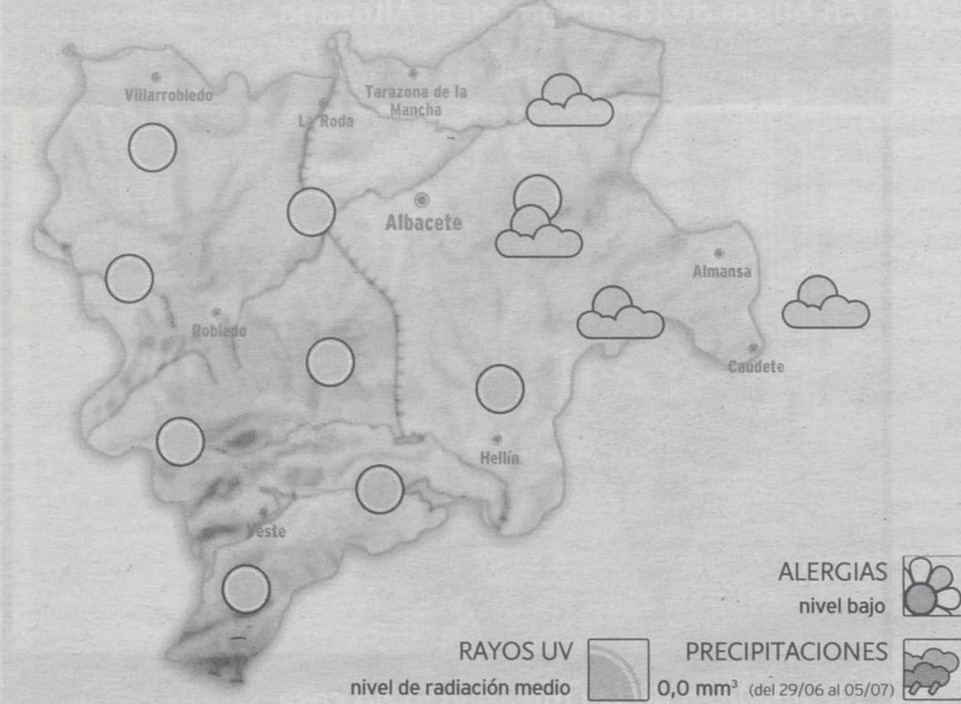 Villarrobledo
Tarazona de la
Mancha
La Roda
Albacete
Almansa
Robledo
Caudete
Hellín
Yeste
ALERGIAS
nivel bajo
RAYOS UV
nivel de radiación medio
PRECIPITACIONES
0,0 mm³ (del 29/06 al 05/07)